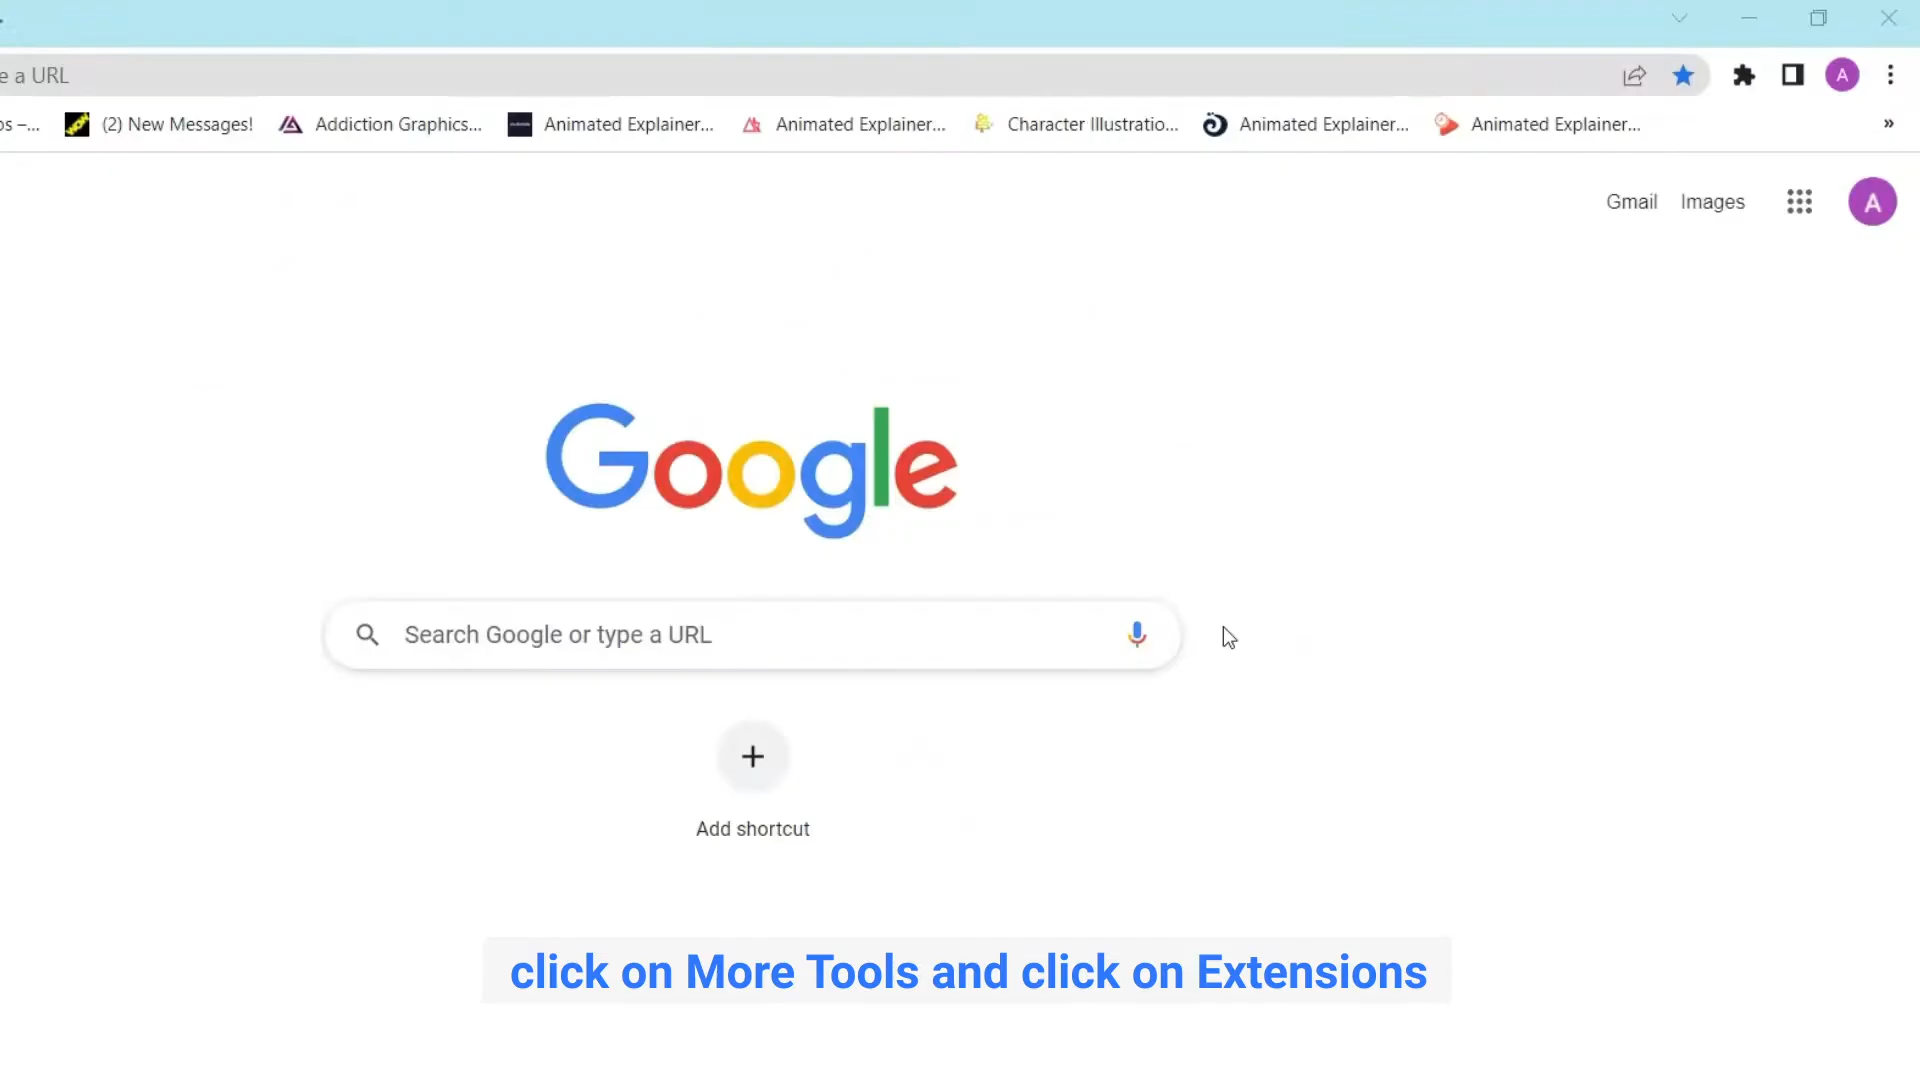 e a URL
A
os –...
(2) New Messages!
Addiction Graphics...
Animated Explainer...
Animated Explainer...
Character Illustratio...
Animated Explainer...
Animated Explainer...
»
Gmail
Images
A
Google
Search Google or type a URL
Add shortcut
click on More Tools and click on Extensions